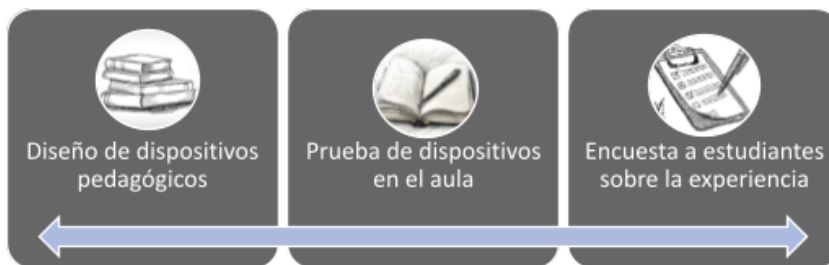 Diseño de dispositivos
pedagógicos
Prueba de dispositivos
en el aula
Encuesta a estudiantes
sobre la experiencia